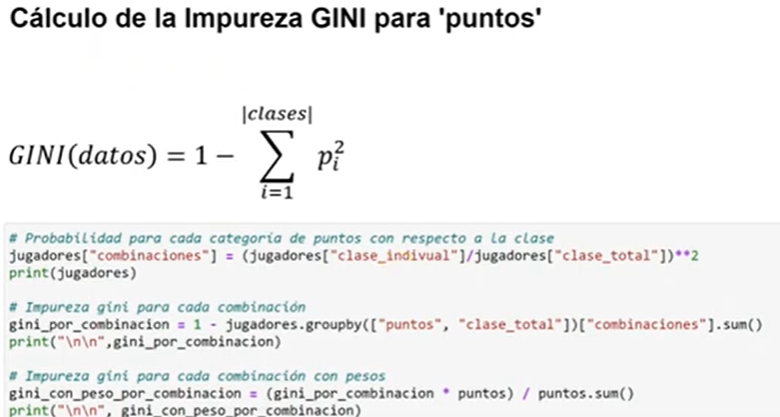 Cálculo de la Impureza GINI para 'puntos'
|clases|
GINI(datos) = 1 − ∑ p_i^2
i=1
# Probabilidad para cada categoría de puntos con respecto a la clase
jugadores["combinaciones"] = (jugadores["clase_indivual"]/jugadores["clase_total"])**2
print(jugadores)
# Impureza gini para cada combinación
gini_por_combinacion = 1 - jugadores.groupby(["puntos", "clase_total"])["combinaciones"].sum()
print("\n\n",gini_por_combinacion)
# Impureza gini para cada combinación con pesos
gini_con_peso_por_combinacion = (gini_por_combinacion * puntos) / puntos.sum()
print("\n\n", gini_con_peso_por_combinacion)